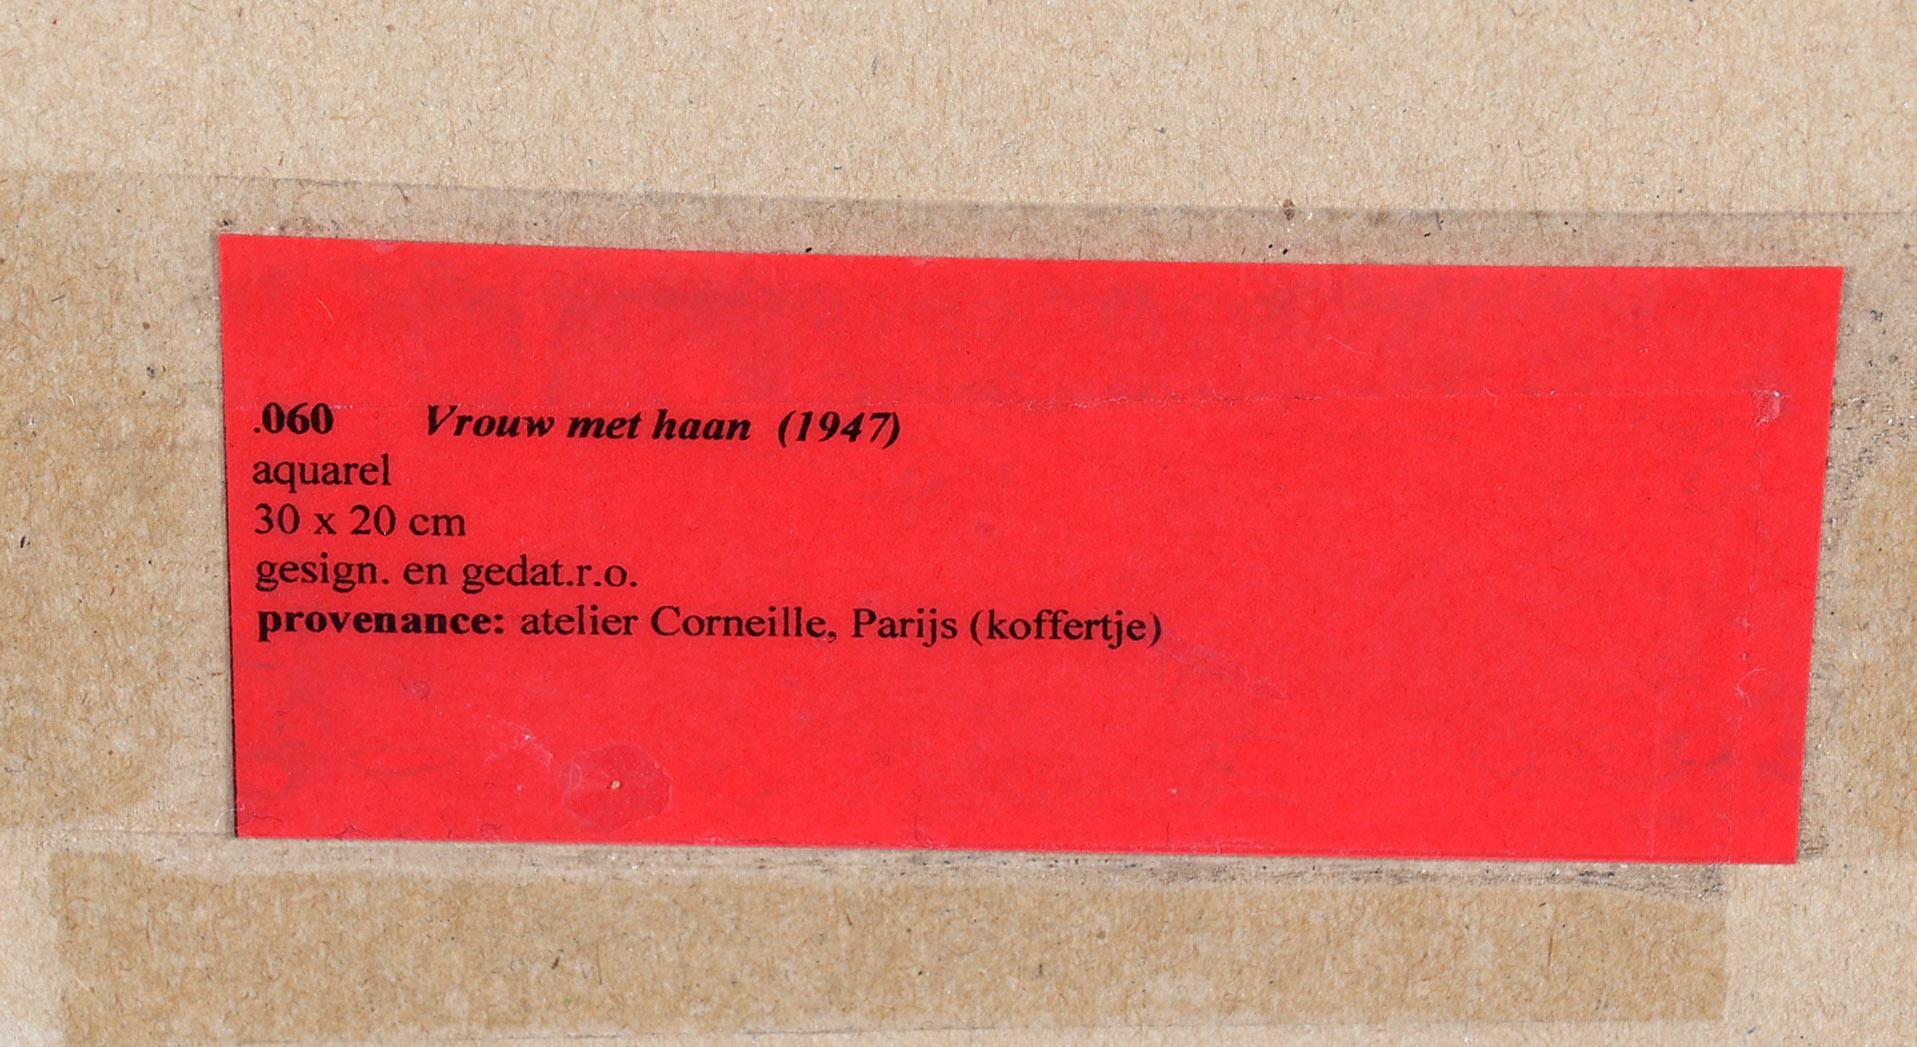 .060 Vrouw met haan (1947)
aquarel
30 x 20 cm
gesign. en gedat.r.o.
provenance: atelier Corneille, Parijs (koffertje)